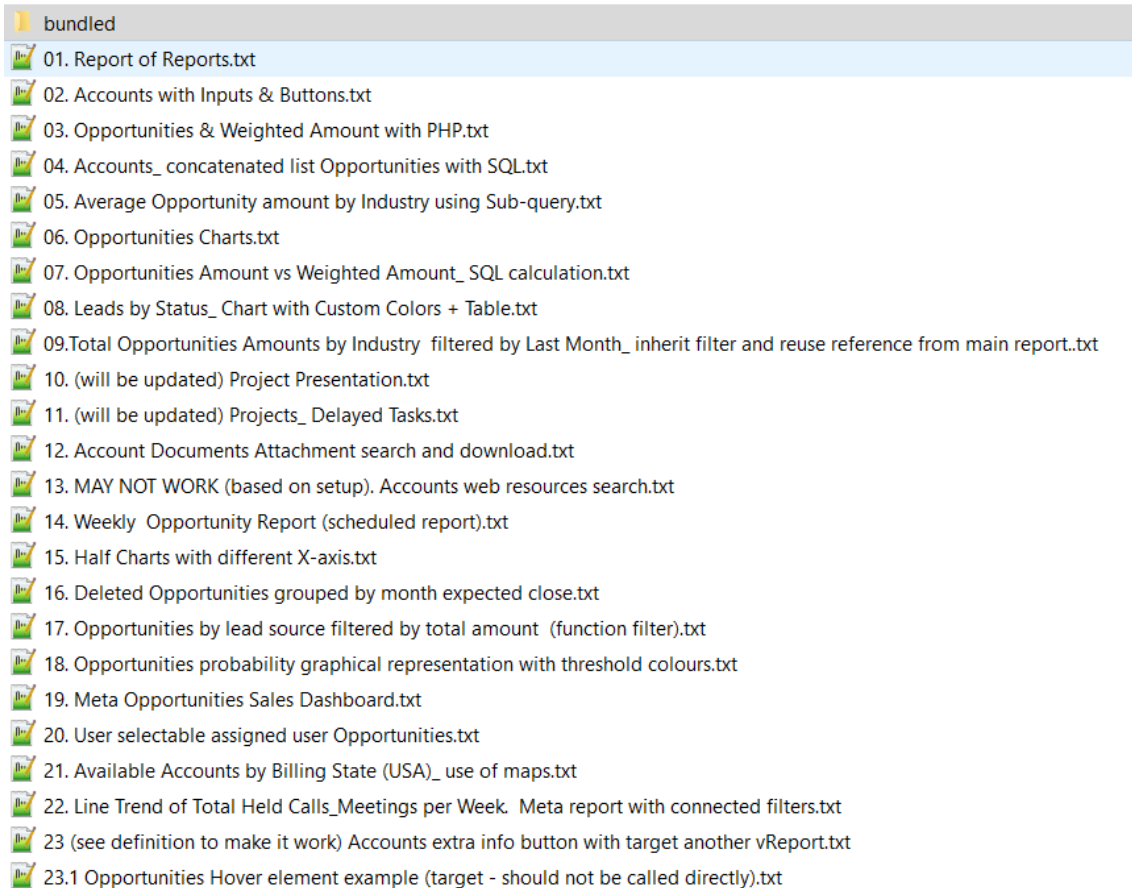 bundled
01. Report of Reports.txt
02. Accounts with Inputs & Buttons.txt
03. Opportunities & Weighted Amount with PHP.txt
04. Accounts_ concatenated list Opportunities with SQL.txt
05. Average Opportunity amount by Industry using Sub-query.txt
06. Opportunities Charts.txt
07. Opportunities Amount vs Weighted Amount_ SQL calculation.txt
08. Leads by Status_ Chart with Custom Colors + Table.txt
09.Total Opportunities Amounts by Industry  filtered by Last Month_ inherit filter and reuse reference from main report..txt
10. (will be updated) Project Presentation.txt
11. (will be updated) Projects_ Delayed Tasks.txt
12. Account Documents Attachment search and download.txt
13. MAY NOT WORK (based on setup). Accounts web resources search.txt
14. Weekly  Opportunity Report (scheduled report).txt
15. Half Charts with different X-axis.txt
16. Deleted Opportunities grouped by month expected close.txt
17. Opportunities by lead source filtered by total amount  (function filter).txt
18. Opportunities probability graphical representation with threshold colours.txt
19. Meta Opportunities Sales Dashboard.txt
20. User selectable assigned user Opportunities.txt
21. Available Accounts by Billing State (USA)_ use of maps.txt
22. Line Trend of Total Held Calls_Meetings per Week.  Meta report with connected filters.txt
23 (see definition to make it work) Accounts extra info button with target another vReport.txt
23.1 Opportunities Hover element example (target - should not be called directly).txt